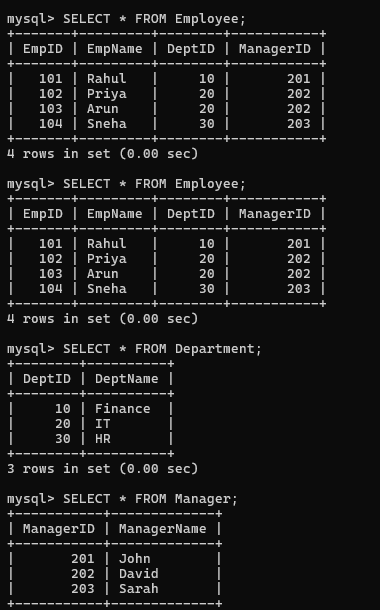 mysql> SELECT * FROM Employee;
+-------+---------+--------+-----------+
| EmpID | EmpName | DeptID | ManagerID |
+-------+---------+--------+-----------+
|   101 | Rahul   |     10 |       201 |
|   102 | Priya   |     20 |       202 |
|   103 | Arun    |     20 |       202 |
|   104 | Sneha   |     30 |       203 |
+-------+---------+--------+-----------+
4 rows in set (0.00 sec)

mysql> SELECT * FROM Employee;
+-------+---------+--------+-----------+
| EmpID | EmpName | DeptID | ManagerID |
+-------+---------+--------+-----------+
|   101 | Rahul   |     10 |       201 |
|   102 | Priya   |     20 |       202 |
|   103 | Arun    |     20 |       202 |
|   104 | Sneha   |     30 |       203 |
+-------+---------+--------+-----------+
4 rows in set (0.00 sec)

mysql> SELECT * FROM Department;
+--------+----------+
| DeptID | DeptName |
+--------+----------+
|     10 | Finance  |
|     20 | IT       |
|     30 | HR       |
+--------+----------+
3 rows in set (0.00 sec)

mysql> SELECT * FROM Manager;
+-----------+-------------+
| ManagerID | ManagerName |
+-----------+-------------+
|       201 | John        |
|       202 | David       |
|       203 | Sarah       |
+-----------+-------------+